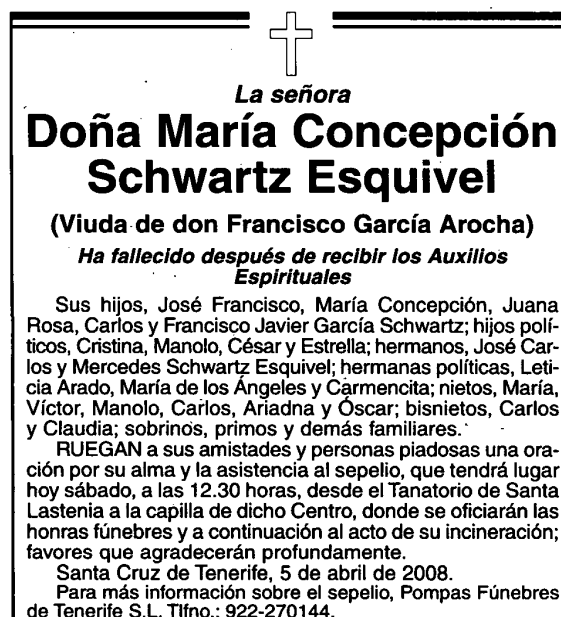 La señora
Doña María Concepción
Schwartz Esquivel
(Viuda de don Francisco García Arocha)
Ha fallecido después de recibir los Auxilios
Espirituales
Sus hijos, José Francisco, María Concepción, Juana
Rosa, Carlos y Francisco Javier García Schwartz; hijos polí-
ticos, Cristina, Manolo, César y Estrella; hermanos, José Car-
los y Mercedes Schwartz Esquivel; hermanas políticas, Leti-
cia Arado, María de los Ángeles y Carmencita; nietos, María,
Víctor, Manolo, Carlos, Ariadna y Óscar; bisnietos, Carlos
y Claudia; sobrinos, primos y demás familiares.
RUEGAN a sus amistades y personas piadosas una ora-
ción por su alma y la asistencia al sepelio, que tendrá lugar
hoy sábado, a las 12.30 horas, desde el Tanatorio de Santa
Lastenia a la capilla de dicho Centro, donde se oficiarán las
honras fúnebres y a continuación al acto de su incineración;
favores que agradecerán profundamente.
Santa Cruz de Tenerife, 5 de abril de 2008.
Para más información sobre el sepelio, Pompas Fúnebres
de Tenerife S.L. Tlfno.: 922-270144.